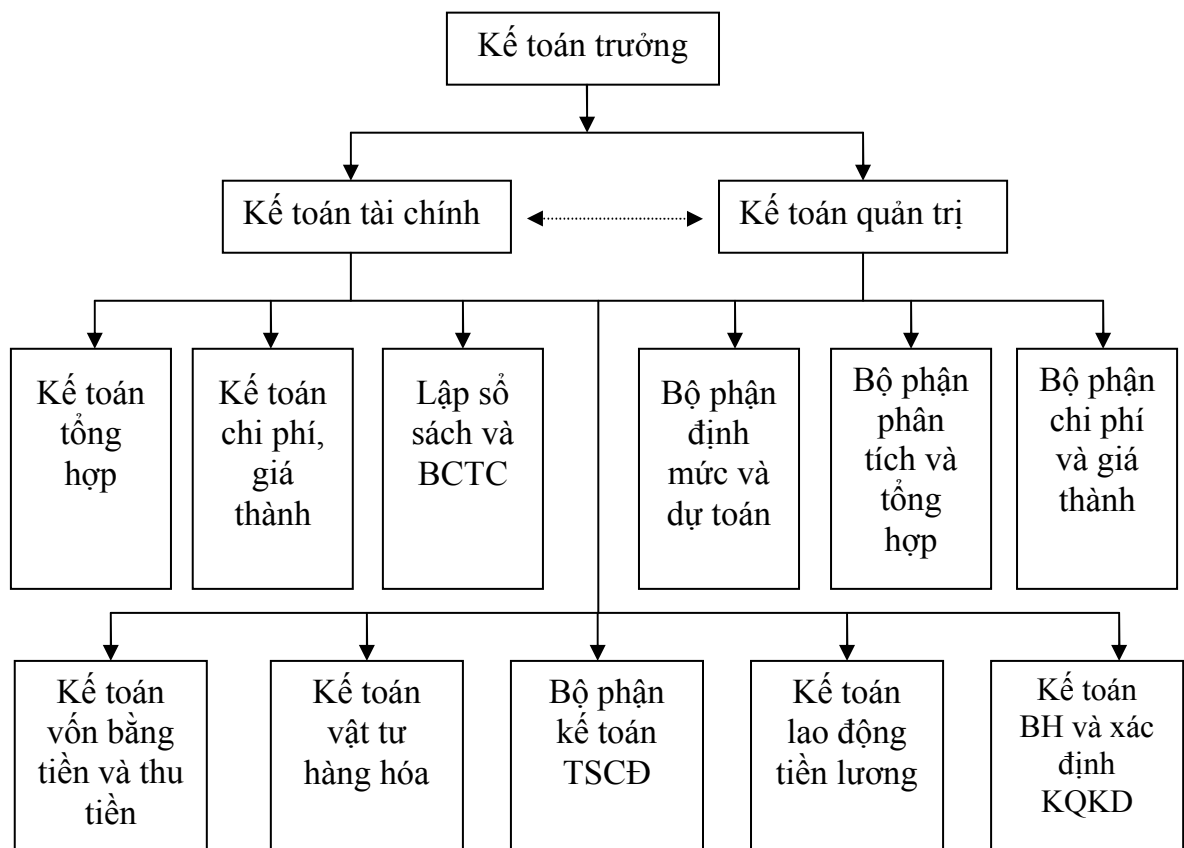 Kế toán trưởng
Kế toán tài chính
Kế toán quản trị
Kế toán
tổng
hợp
Kế toán
chi phí,
giá
thành
Lập sổ
sách và
BCTC
Bộ phận
định
mức và
dự toán
Bộ phận
phân
tích và
tổng
hợp
Bộ phận
chi phí
và giá
thành
Kế toán
vốn bằng
tiền và thu
tiền
Kế toán
vật tư
hàng hóa
Bộ phận
kế toán
TSCĐ
Kế toán
lao động
tiền lương
Kế toán
BH và xác
định
KQKD